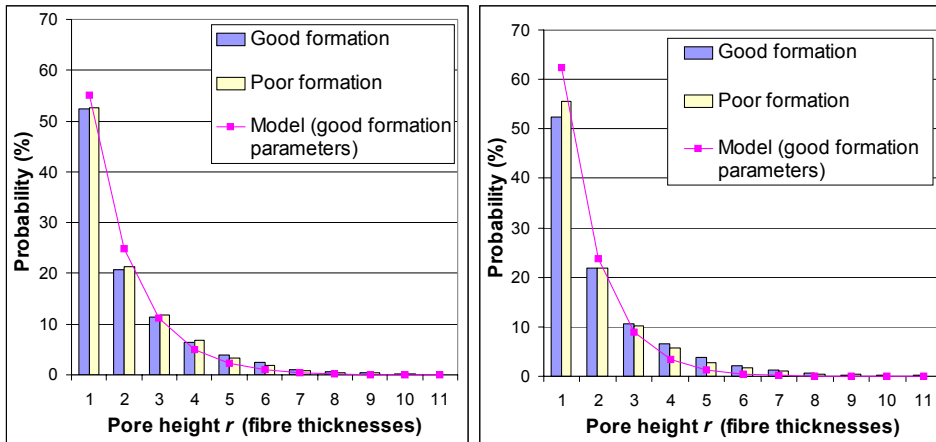 70
60
50
40
30
20
10
0
Probability (%)
Good formation
Poor formation
Model (good formation
parameters)
1 2 3 4 5 6 7 8 9 10 11
Pore height r (fibre thicknesses)
70
60
50
40
30
20
10
0
Probability (%)
Good formation
Poor formation
Model (good formation
parameters)
1 2 3 4 5 6 7 8 9 10 11
Pore height r (fibre thicknesses)